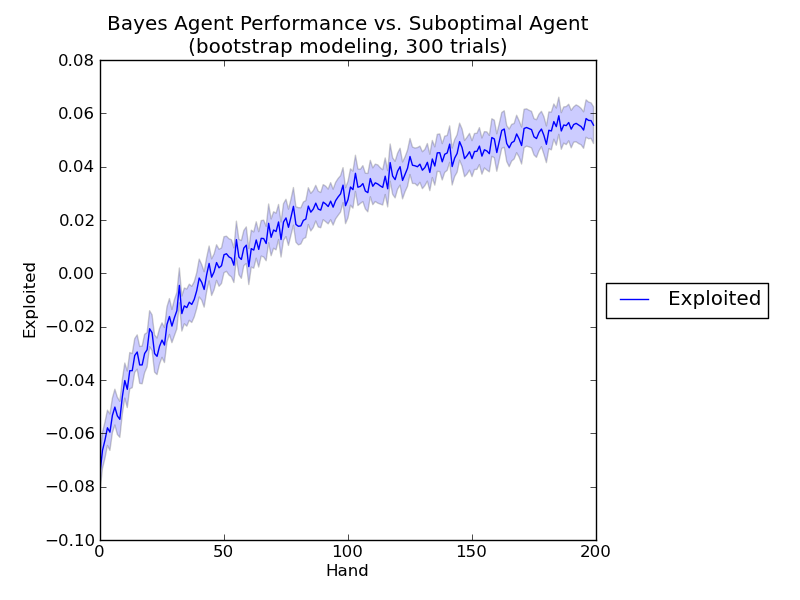 Bayes Agent Performance vs. Suboptimal Agent
(bootstrap modeling, 300 trials)
0.08
0.06
0.04
0.02
0.00
−0.02
−0.04
−0.06
−0.08
−0.10
Exploited
0 50 100 150 200
Hand
Exploited